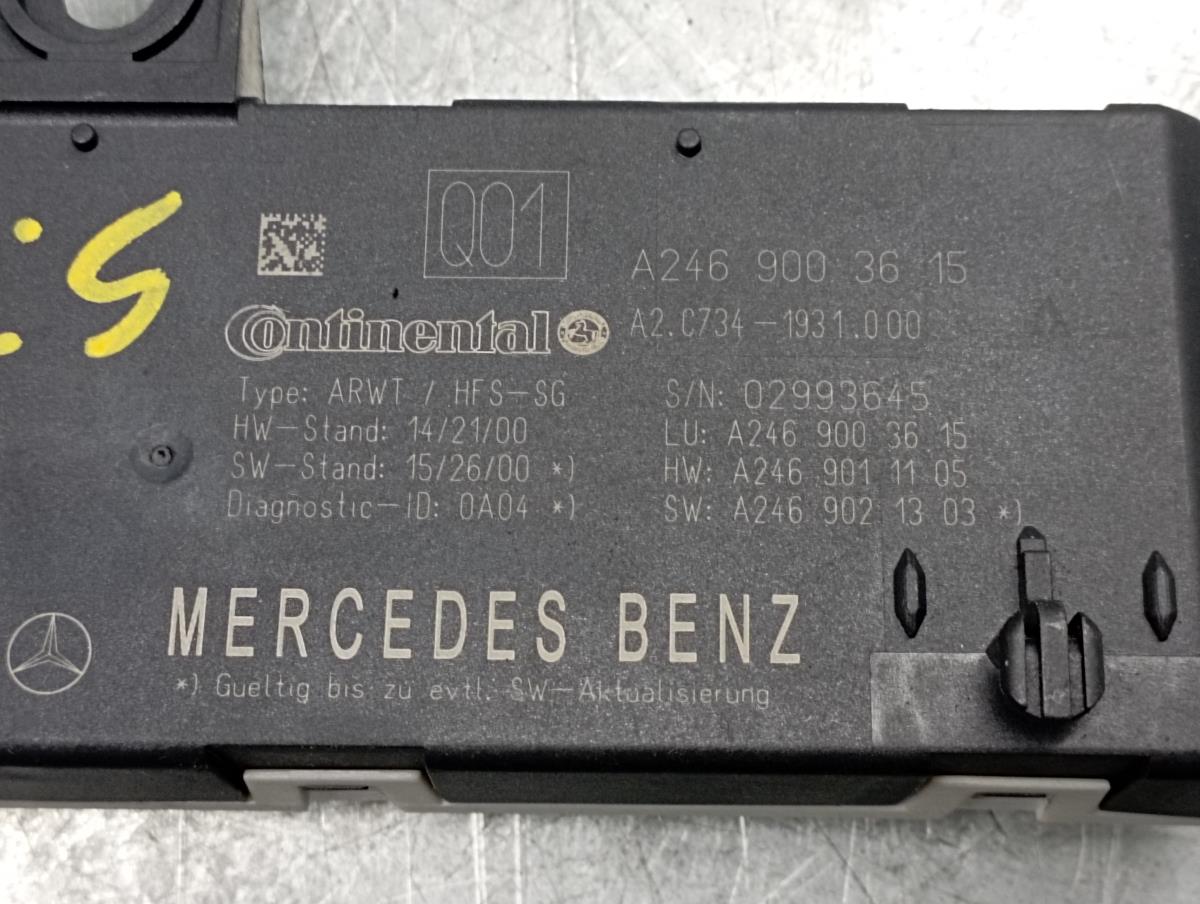 Q01
A246 900 36 15
Continental
A2.C734-1931.000
Type: ARWT / HFS-SG
S/N: 02993645
HW-Stand: 14/21/00
LU: A246 900 36 15
SW-Stand: 15/26/00 *)
HW: A246 901 11 05
Diagnostic-ID: 0A04 *)
SW: A246 902 13 03 *)
MERCEDES BENZ
*) Gueltig bis zu evtl. SW-Aktualisierung